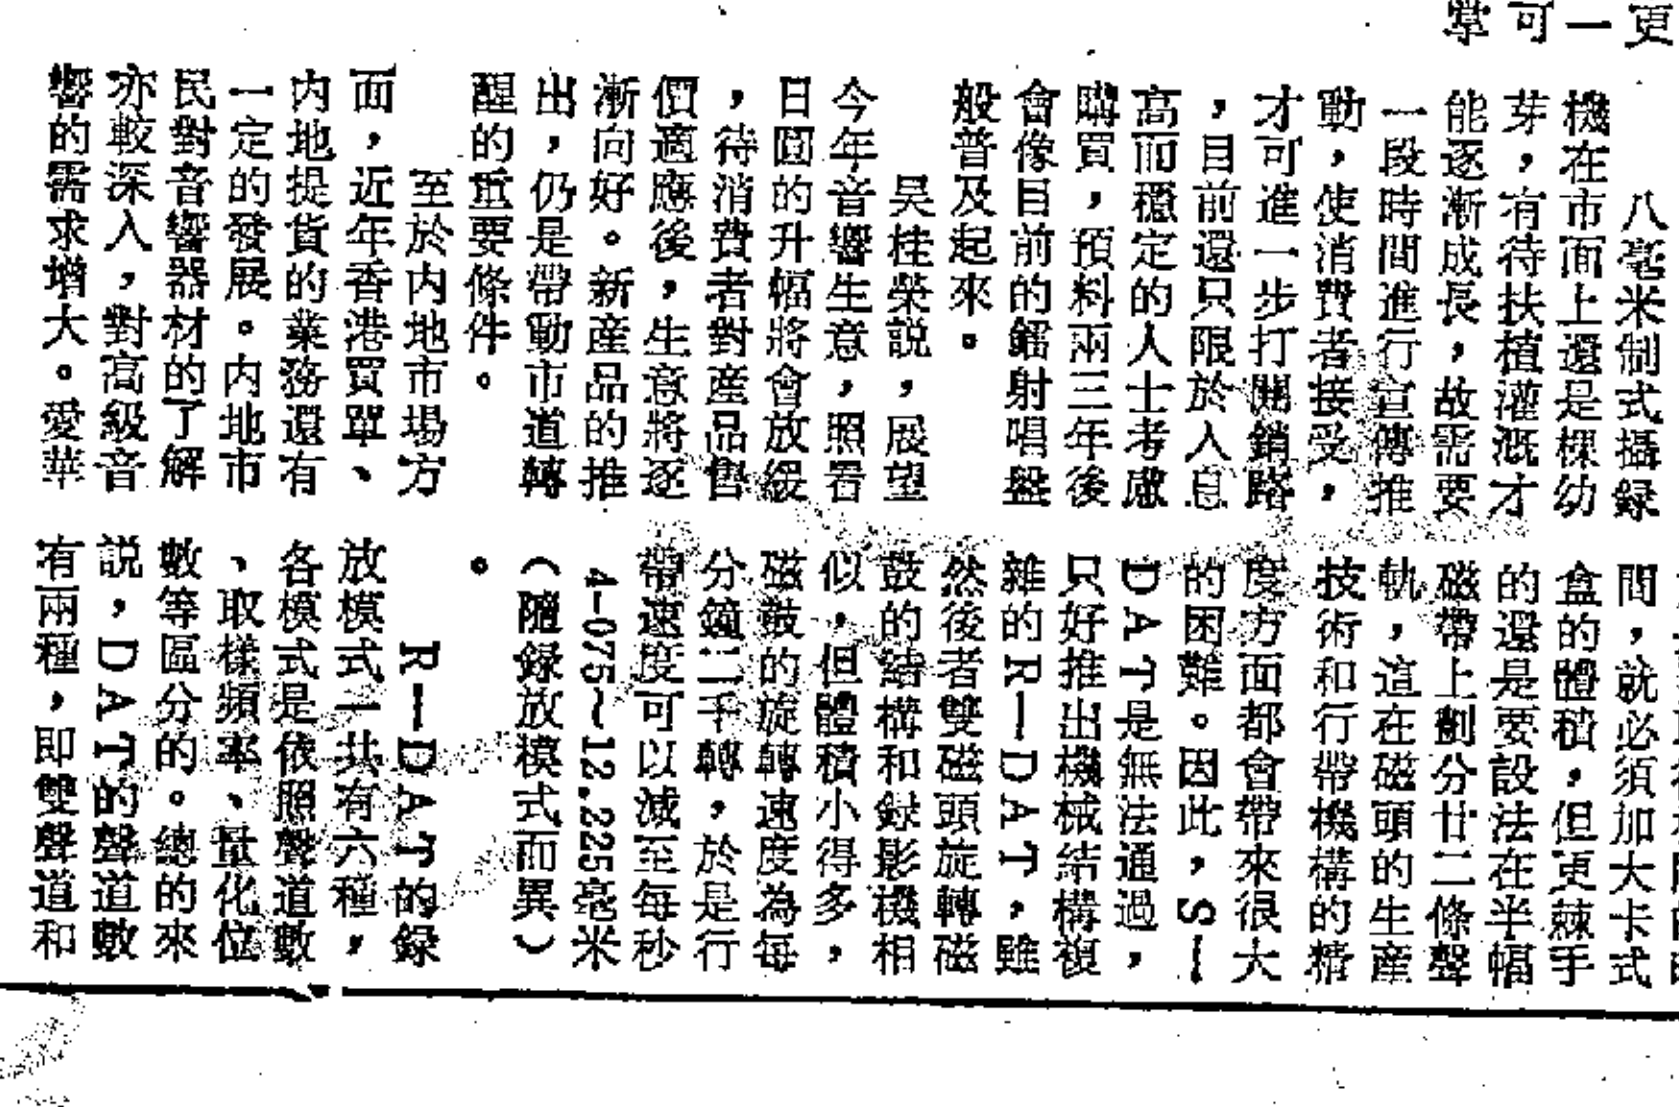 更
一
可
掌
八毫米制式攝録
機在市面上還是棵幼
芽，有待扶植灌溉才
能逐漸成長，故需要
一段時間進行宣傳推
動，使消費者接受，
才可進一步打開銷路
，目前還只限於入息
高而穩定的人士考慮
購買，預料兩三年後
會像目前的鐳射唱盤
般普及起來。
吴桂榮説，展望
今年音響生意，照看
日圓的升幅將會放緩
，待消費者對産品售
價適應後，生意將逐
漸向好。新産品的推
出，仍是帶動市道轉
醒的重要條件。
至於内地市場方
面，近年香港買單、
内地提貨的業務還有
一定的發展。内地市
民對音響器材的了解
亦較深入，對高級音
響的需求增大。愛華
間，就必須加大卡式
盒的體積，但更棘手
的還是要設法在半幅
磁帶上劃分廿二條聲
軌，這在磁頭的生産
技術和行帶機構的精
度方面都會帶來很大
的困難。因此，S—
DAT是無法通過，
只好推出機械結構複
雜的R—DAT，雖
然後者雙磁頭旋轉磁
鼓的結構和録影機相
似，但體積小得多，
磁鼓的旋轉速度為每
分鐘二千轉，於是行
帶速度可以減至每秒
4-075～12.225毫米
（隨録放模式而異）
。
R—DAT的録
放模式一共有六種，
各模式是依照聲道數
、取樣頻率、量化位
數等區分的。總的來
説，DAT的聲道數
有兩種，即雙聲道和